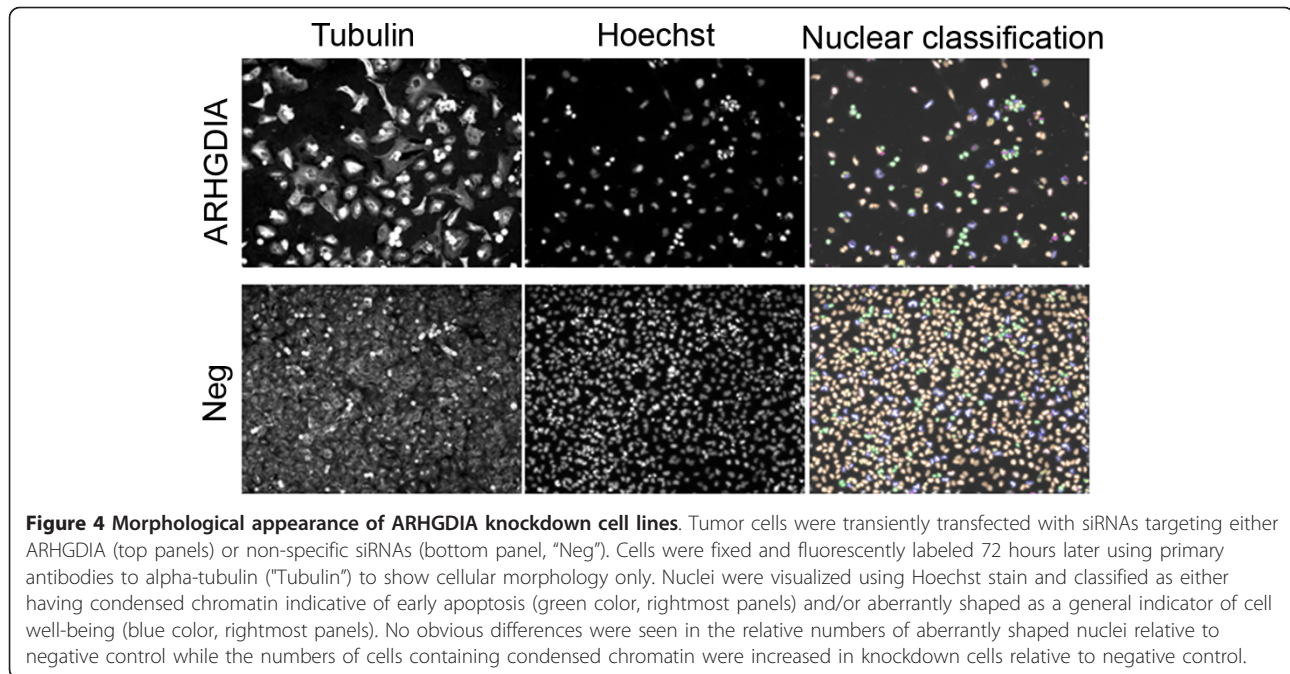 Tubulin Hoechst Nuclear classification
ARHGDIA
Neg
Figure 4 Morphological appearance of ARHGDIA knockdown cell lines. Tumor cells were transiently transfected with siRNAs targeting either
ARHGDIA (top panels) or non-specific siRNAs (bottom panel, “Neg”). Cells were fixed and fluorescently labeled 72 hours later using primary
antibodies to alpha-tubulin ("Tubulin”) to show cellular morphology only. Nuclei were visualized using Hoechst stain and classified as either
having condensed chromatin indicative of early apoptosis (green color, rightmost panels) and/or aberrantly shaped as a general indicator of cell
well-being (blue color, rightmost panels). No obvious differences were seen in the relative numbers of aberrantly shaped nuclei relative to
negative control while the numbers of cells containing condensed chromatin were increased in knockdown cells relative to negative control.